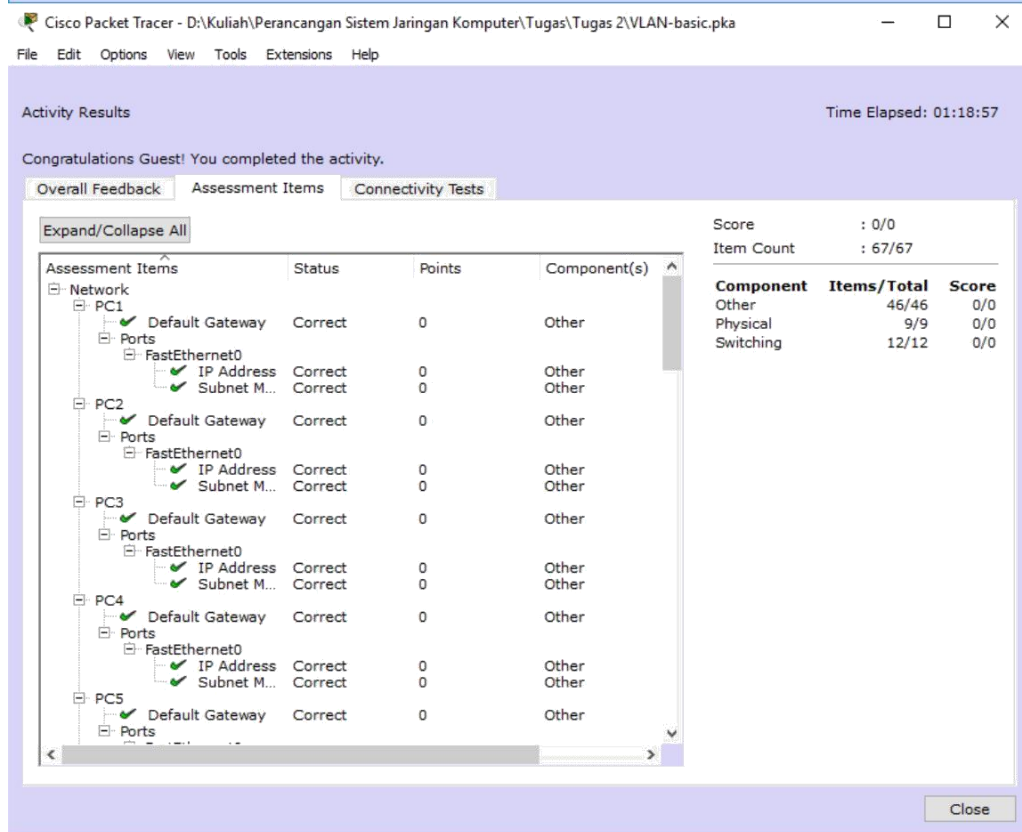 Cisco Packet Tracer - D:\Kuliah\Perancangan Sistem Jaringan Komputer\Tugas\Tugas 2\VLAN-basic.pka
File Edit Options View Tools Extensions Help
Activity Results
Time Elapsed: 01:18:57
Congratulations Guest! You completed the activity.
Overall Feedback Assessment Items Connectivity Tests
Expand/Collapse All
Assessment Items Status Points Component(s)
Network
PC1
Default Gateway Correct 0 Other
Ports
FastEthernet0
IP Address Correct 0 Other
Subnet M... Correct 0 Other
PC2
Default Gateway Correct 0 Other
Ports
FastEthernet0
IP Address Correct 0 Other
Subnet M... Correct 0 Other
PC3
Default Gateway Correct 0 Other
Ports
FastEthernet0
IP Address Correct 0 Other
Subnet M... Correct 0 Other
PC4
Default Gateway Correct 0 Other
Ports
FastEthernet0
IP Address Correct 0 Other
Subnet M... Correct 0 Other
PC5
Default Gateway Correct 0 Other
Ports
Score : 0/0
Item Count : 67/67
Component Items/Total Score
Other 46/46 0/0
Physical 9/9 0/0
Switching 12/12 0/0
Close